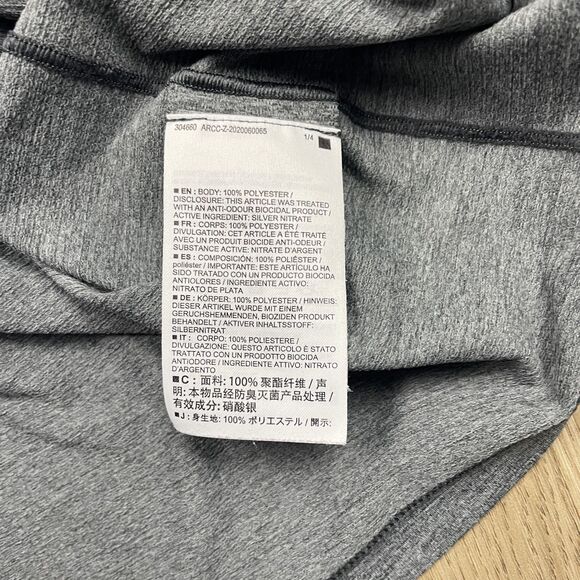 304660 ARCC-Z-2020060065
1/4
■ EN : BODY: 100% POLYESTER /
DISCLOSURE: THIS ARTICLE WAS TREATED
WITH AN ANTI-ODOUR BIOCIDAL PRODUCT /
ACTIVE INGREDIENT: SILVER NITRATE
■ FR : CORPS: 100% POLYESTER /
DIVULGATION: CET ARTICLE A ÉTÉ TRAITÉ
AVEC UN PRODUIT BIOCIDE ANTI-ODEUR /
SUBSTANCE ACTIVE: NITRATE D'ARGENT
■ ES : COMPOSICIÓN: 100% POLIÉSTER /
poliéster / IMPORTANTE: ESTE ARTÍCULO HA
SIDO TRATADO CON UN PRODUCTO BIOCIDA
ANTIOLORES / INGREDIENTE ACTIVO:
NITRATO DE PLATA
■ DE : KÖRPER: 100% POLYESTER / HINWEIS:
DIESER ARTIKEL WURDE MIT EINEM
GERUCHSHEMMENDEN, BIOZIDEN PRODUKT
BEHANDELT / AKTIVER INHALTSSTOFF:
SILBERNITRAT
■ IT : CORPO: 100% POLIESTERE /
DIVULGAZIONE: QUESTO ARTICOLO È STATO
TRATTATO CON UN PRODOTTO BIOCIDA
ANTIODORE / INGREDIENTE ATTIVO: NITRATO
D'ARGENTO
■ C : 面料: 100% 聚酯纤维 / 声
明: 本物品经防臭灭菌产品处理 /
有效成分: 硝酸银
■ J : 身生地: 100% ポリエステル / 開示: